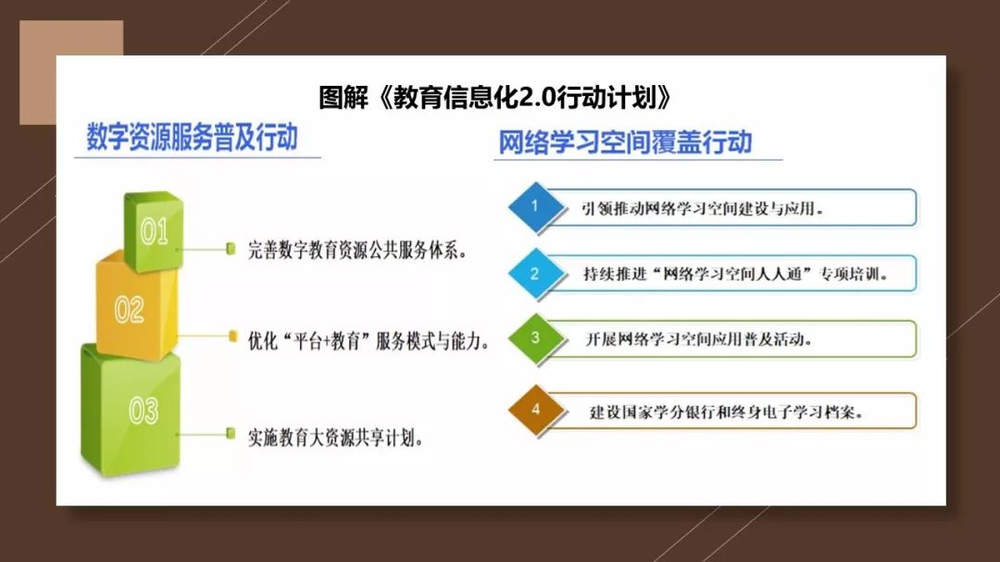 图解《教育信息化2.0行动计划》
数字资源服务普及行动
01
完善数字教育资源公共服务体系。
02
优化“平台+教育”服务模式与能力。
03
实施教育大资源共享计划。
网络学习空间覆盖行动
1
引领推动网络学习空间建设与应用。
2
持续推进“网络学习空间人人通”专项培训。
3
开展网络学习空间应用普及活动。
4
建设国家学分银行和终身电子学习档案。